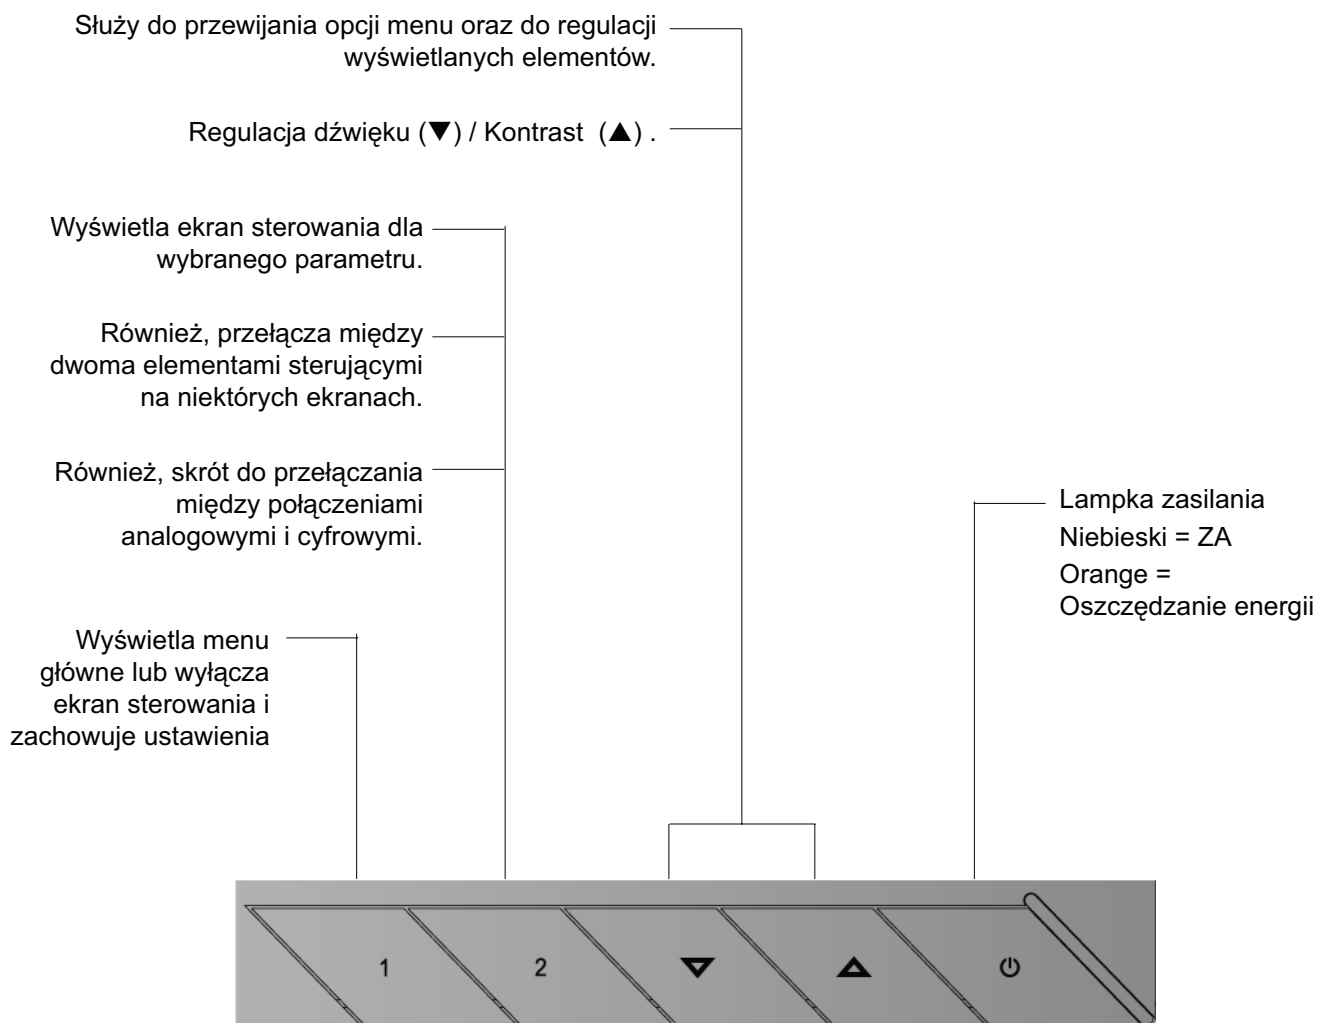 Służy do przewijania opcji menu oraz do regulacji
wyświetlanych elementów.
Regulacja dźwięku (▼) / Kontrast (▲) .
Wyświetla ekran sterowania dla
wybranego parametru.
Również, przełącza między
dwoma elementami sterującymi
na niektórych ekranach.
Również, skrót do przełączania
między połączeniami
analogowymi i cyfrowymi.
Lampka zasilania
Niebieski = ZA
Orange =
Oszczędzanie energii
Wyświetla menu
główne lub wyłącza
ekran sterowania i
zachowuje ustawienia
1 2